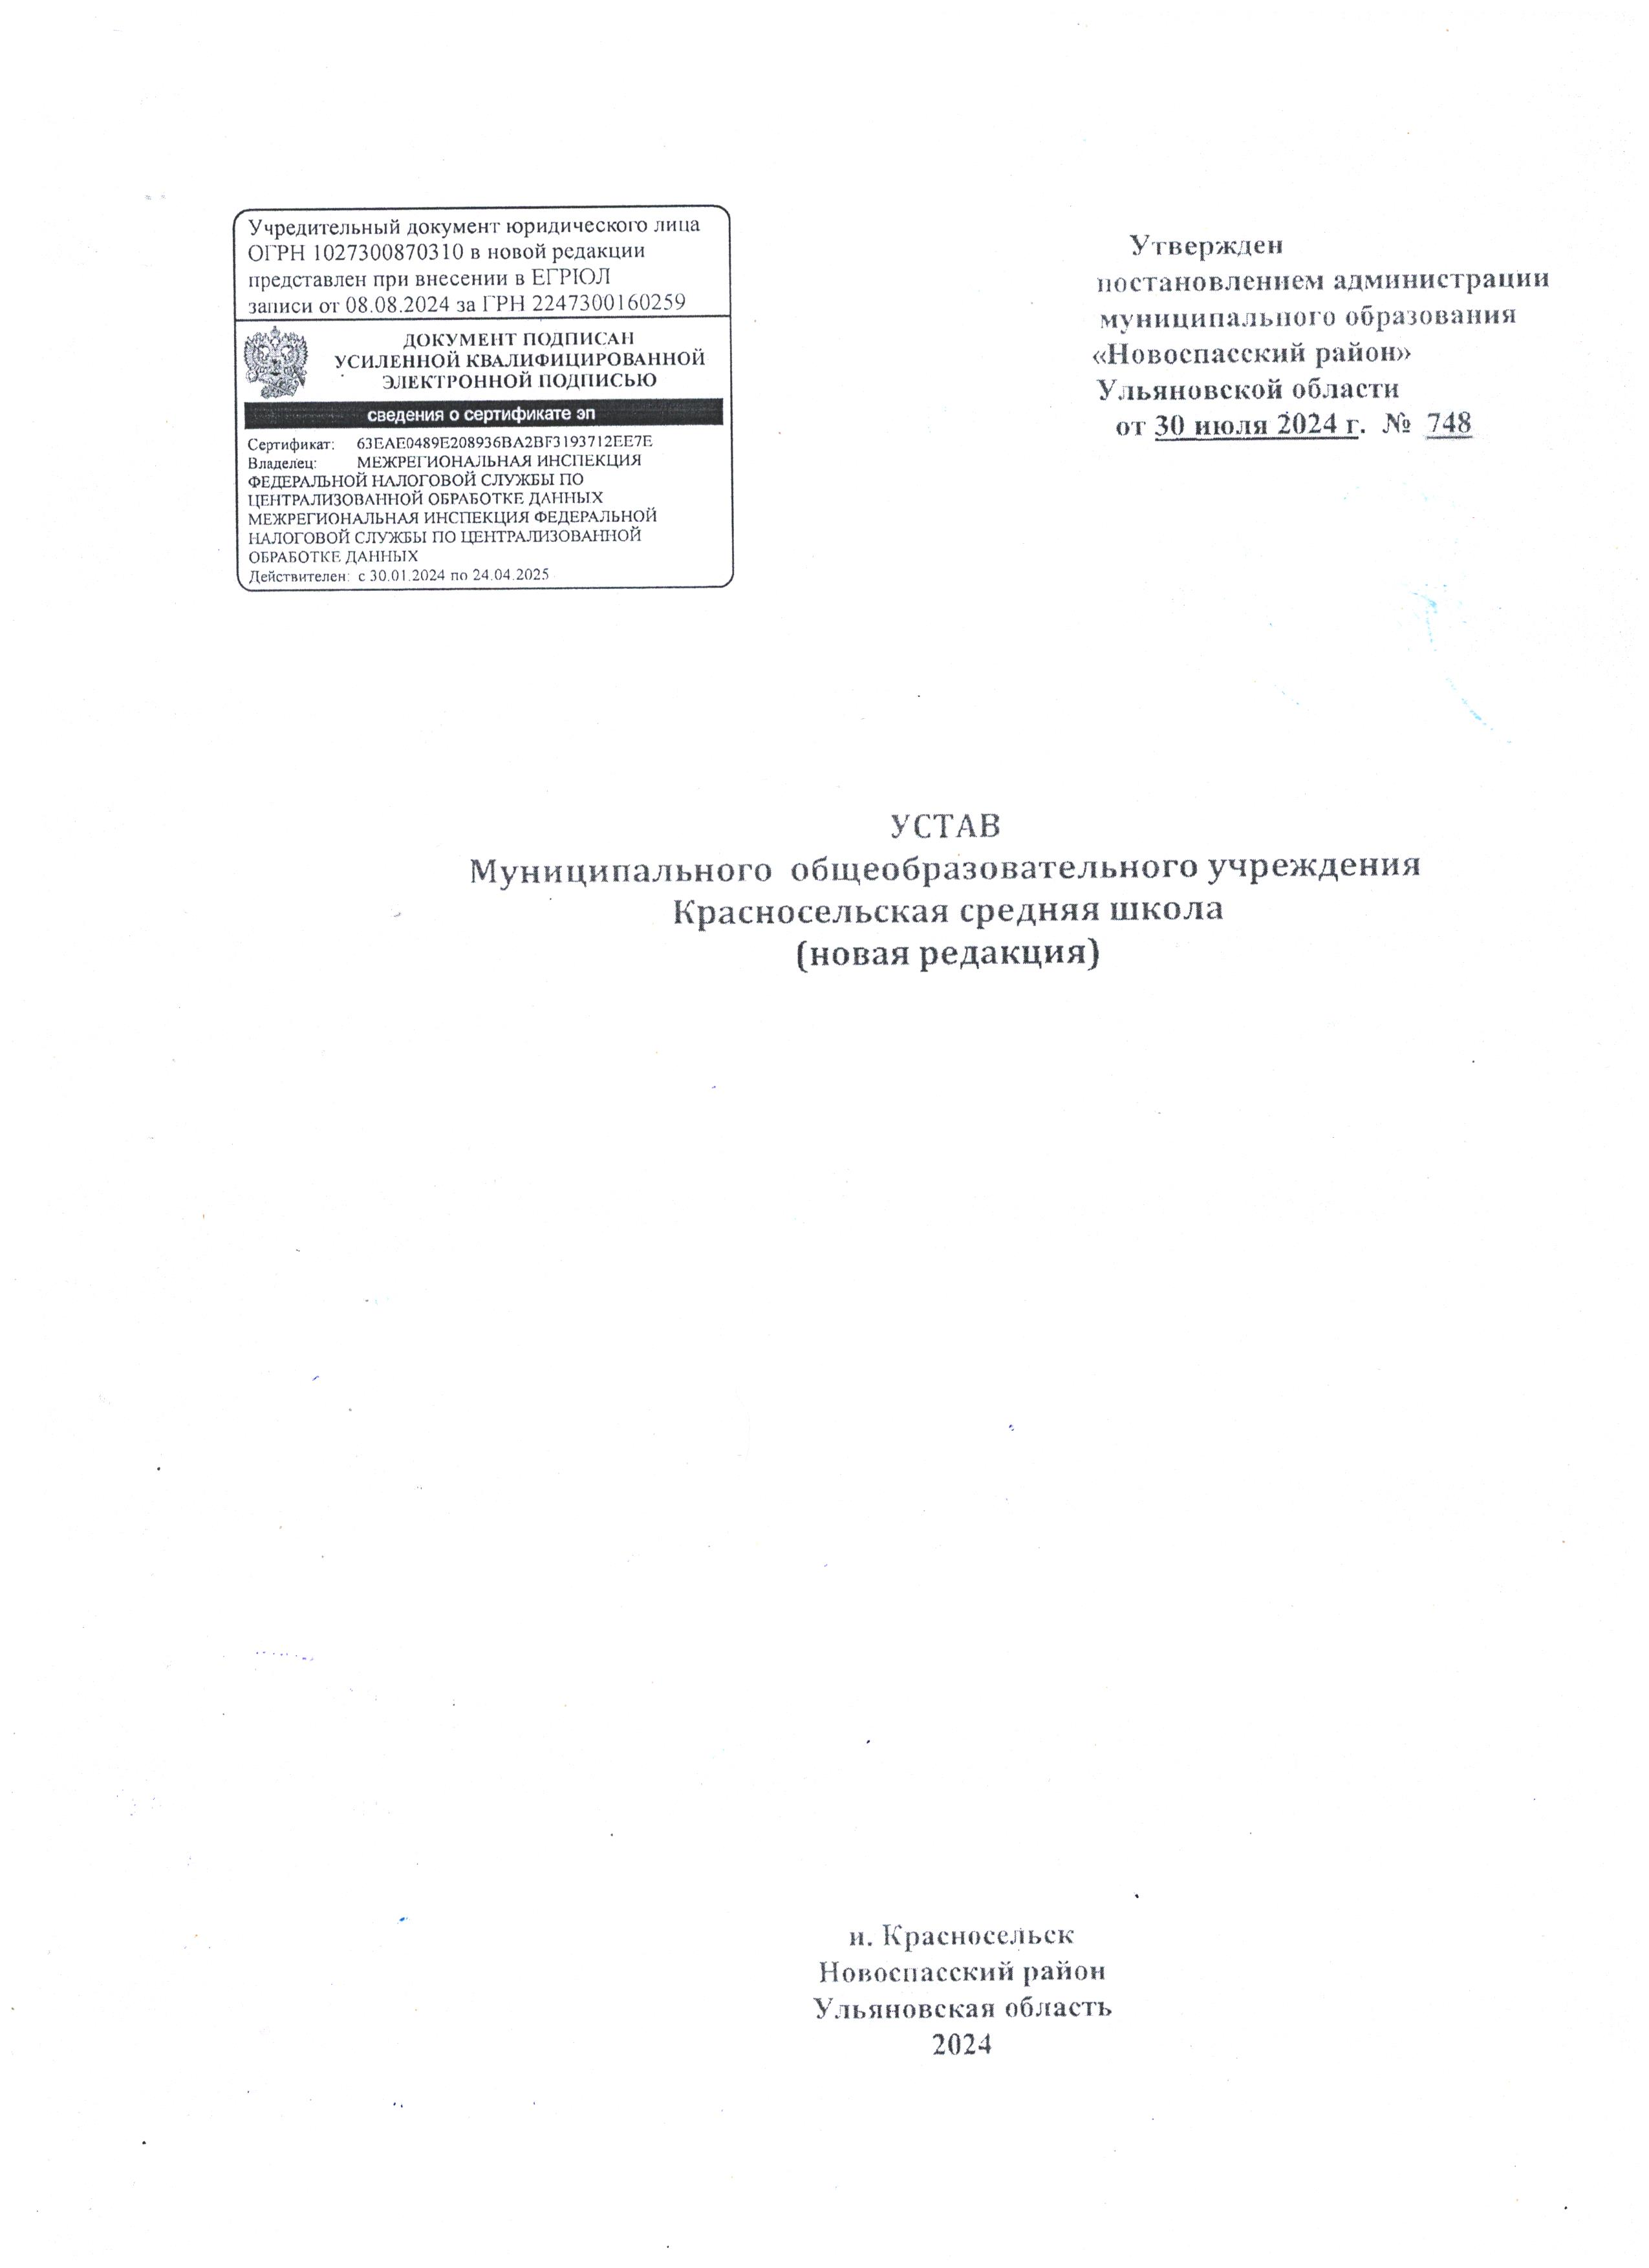 Учредительный документ юридического лица
ОГРН 1027300870310 в новой редакции
представлен при внесении в ЕГРЮЛ
записи от 08.08.2024 за ГРН 2247300160259
ДОКУМЕНТ ПОДПИСАН
УСИЛЕННОЙ КВАЛИФИЦИРОВАННОЙ
ЭЛЕКТРОННОЙ ПОДПИСЬЮ
сведения о сертификате эп
Сертификат: 63EAE0489E208936BA2BF3193712EE7E
Владелец: МЕЖРЕГИОНАЛЬНАЯ ИНСПЕКЦИЯ
ФЕДЕРАЛЬНОЙ НАЛОГОВОЙ СЛУЖБЫ ПО
ЦЕНТРАЛИЗОВАННОЙ ОБРАБОТКЕ ДАННЫХ
МЕЖРЕГИОНАЛЬНАЯ ИНСПЕКЦИЯ ФЕДЕРАЛЬНОЙ
НАЛОГОВОЙ СЛУЖБЫ ПО ЦЕНТРАЛИЗОВАННОЙ
ОБРАБОТКЕ ДАННЫХ
Действителен: с 30.01.2024 по 24.04.2025
Утвержден
постановлением администрации
муниципального образования
«Новоспасский район»
Ульяновской области
от 30 июля 2024 г. № 748
УСТАВ
Муниципального общеобразовательного учреждения
Красносельская средняя школа
(новая редакция)
п. Красносельск
Новоспасский район
Ульяновская область
2024